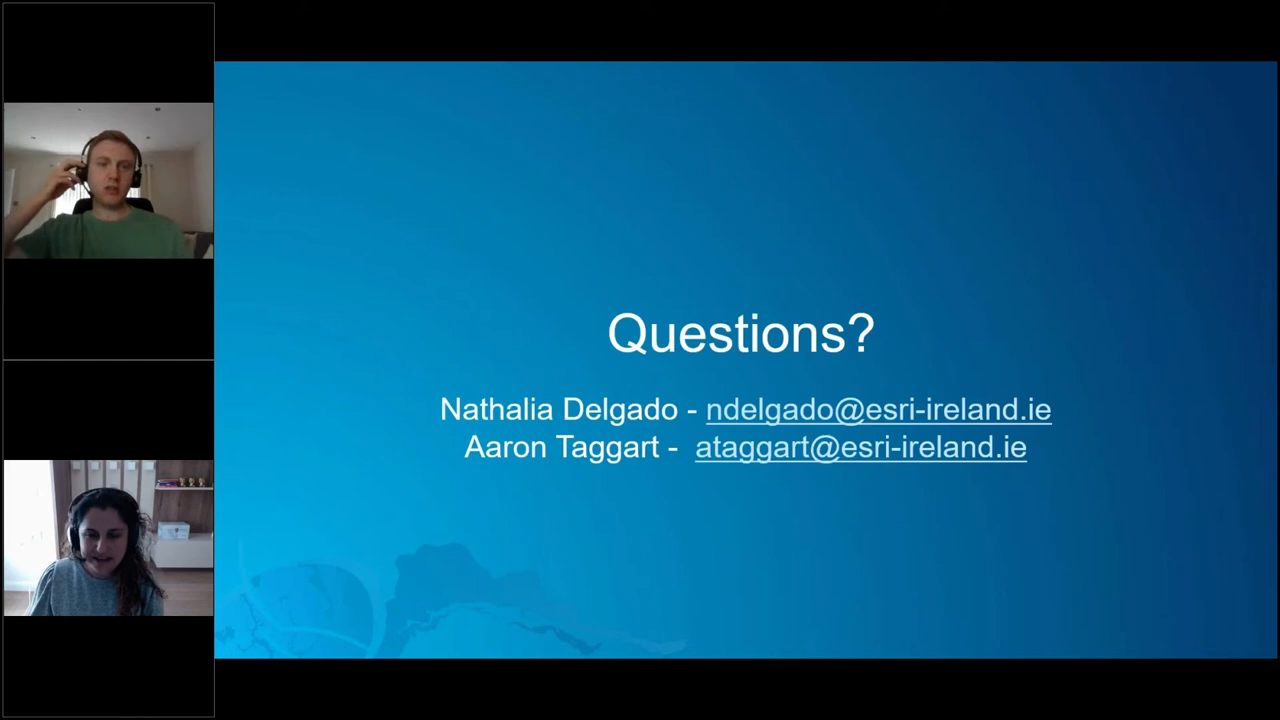 Questions?
Nathalia Delgado - ndelgado@esri-ireland.ie
Aaron Taggart - ataggart@esri-ireland.ie